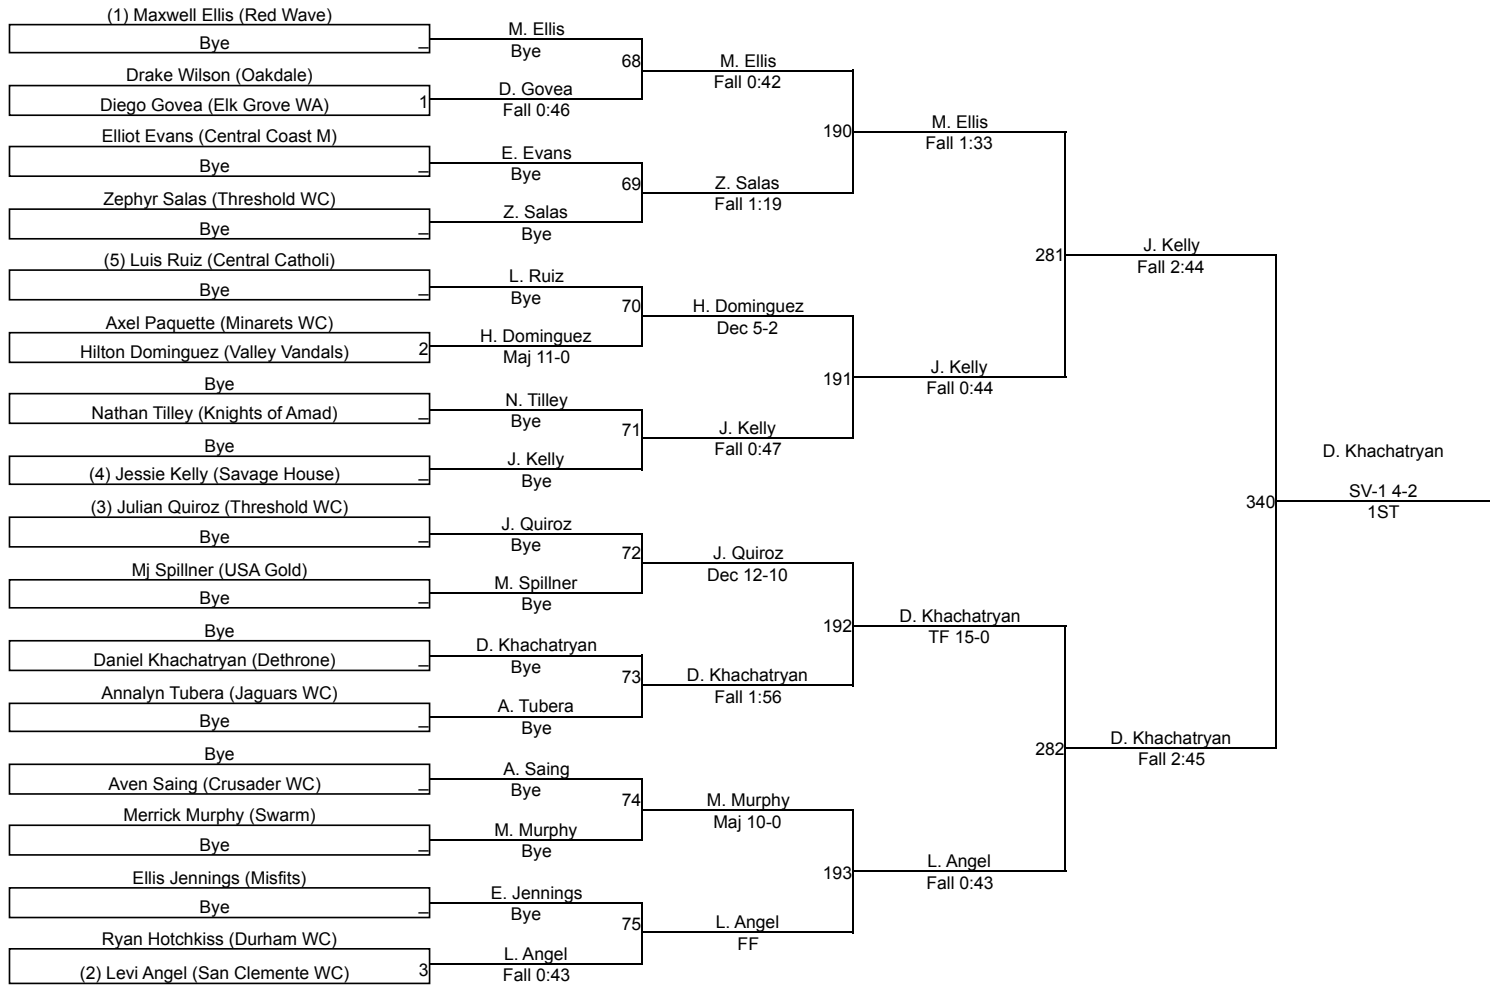 (1) Maxwell Ellis (Red Wave)
Bye
Drake Wilson (Oakdale)
Diego Govea (Elk Grove WA) 1
Elliot Evans (Central Coast M)
Bye
Zephyr Salas (Threshold WC)
Bye
(5) Luis Ruiz (Central Catholi)
Bye
Axel Paquette (Minarets WC)
Hilton Dominguez (Valley Vandals) 2
Bye
Nathan Tilley (Knights of Amad)
Bye
(4) Jessie Kelly (Savage House)
(3) Julian Quiroz (Threshold WC)
Bye
Mj Spillner (USA Gold)
Bye
Bye
Daniel Khachatryan (Dethrone)
Annalyn Tubera (Jaguars WC)
Bye
Bye
Aven Saing (Crusader WC)
Merrick Murphy (Swarm)
Bye
Ellis Jennings (Misfits)
Bye
Ryan Hotchkiss (Durham WC)
(2) Levi Angel (San Clemente WC) 3
M. Ellis
Bye
68
D. Govea
Fall 0:46
E. Evans
Bye
69
Z. Salas
Bye
L. Ruiz
Bye
70
H. Dominguez
Maj 11-0
N. Tilley
Bye
71
J. Kelly
Bye
J. Quiroz
Bye
72
M. Spillner
Bye
D. Khachatryan
Bye
73
A. Tubera
Bye
A. Saing
Bye
74
M. Murphy
Bye
E. Jennings
Bye
75
L. Angel
Fall 0:43
M. Ellis
Fall 0:42
190
Z. Salas
Fall 1:19
H. Dominguez
Dec 5-2
191
J. Kelly
Fall 0:47
J. Quiroz
Dec 12-10
192
D. Khachatryan
Fall 1:56
M. Murphy
Maj 10-0
193
L. Angel
FF
M. Ellis
Fall 1:33
281
J. Kelly
Fall 0:44
D. Khachatryan
TF 15-0
282
L. Angel
Fall 0:43
J. Kelly
Fall 2:44
340
D. Khachatryan
Fall 2:45
D. Khachatryan
SV-1 4-2
1ST